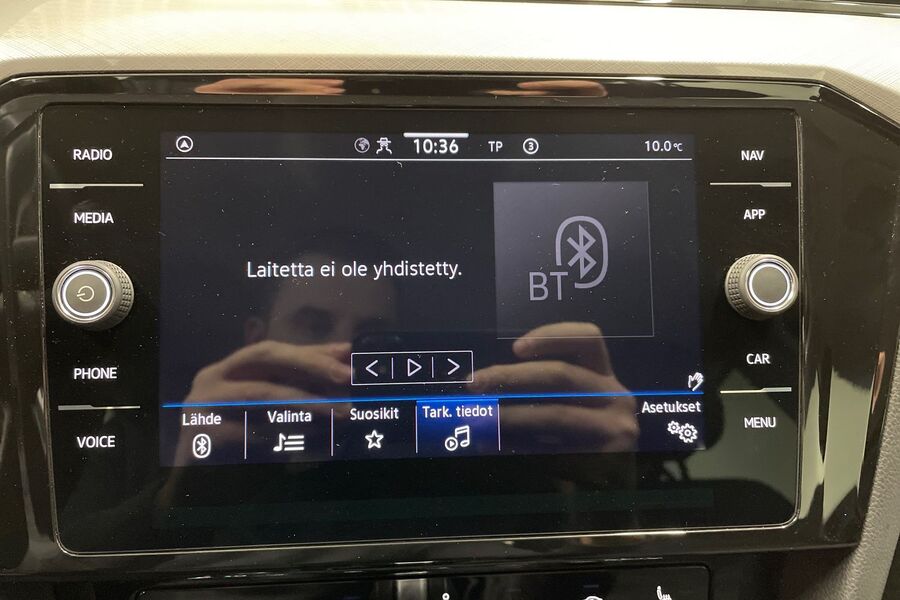 RADIO
MEDIA
PHONE
VOICE
10:36
TP
3
10.0°C
Laitetta ei ole yhdistetty.
BT
Lähde
Valinta
Suosikit
Tark. tiedot
Asetukset
NAV
APP
CAR
MENU